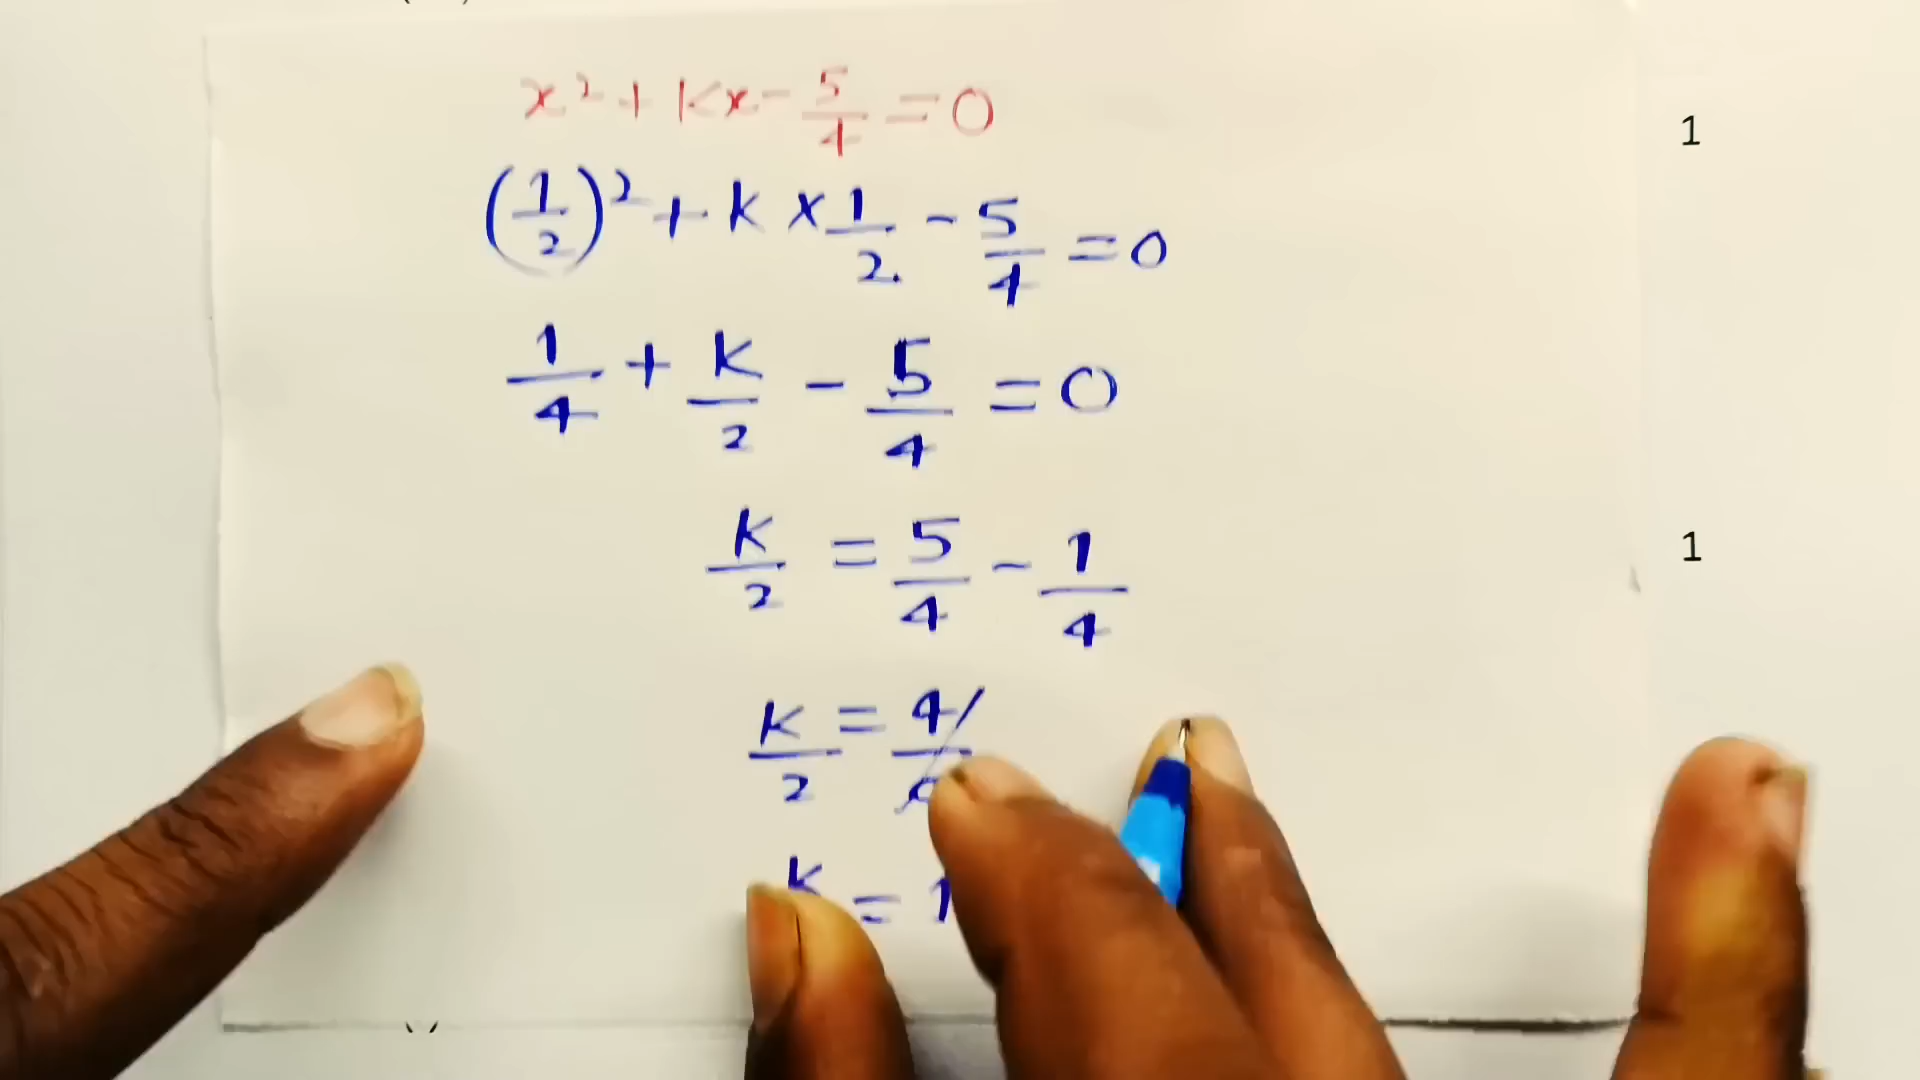 x² + kx - 5/4 = 0
1
(1/2)² + k × 1/2 - 5/4 = 0
1/4 + k/2 - 5/4 = 0
k/2 = 5/4 - 1/4
1
k/2 = 4/
k = 1